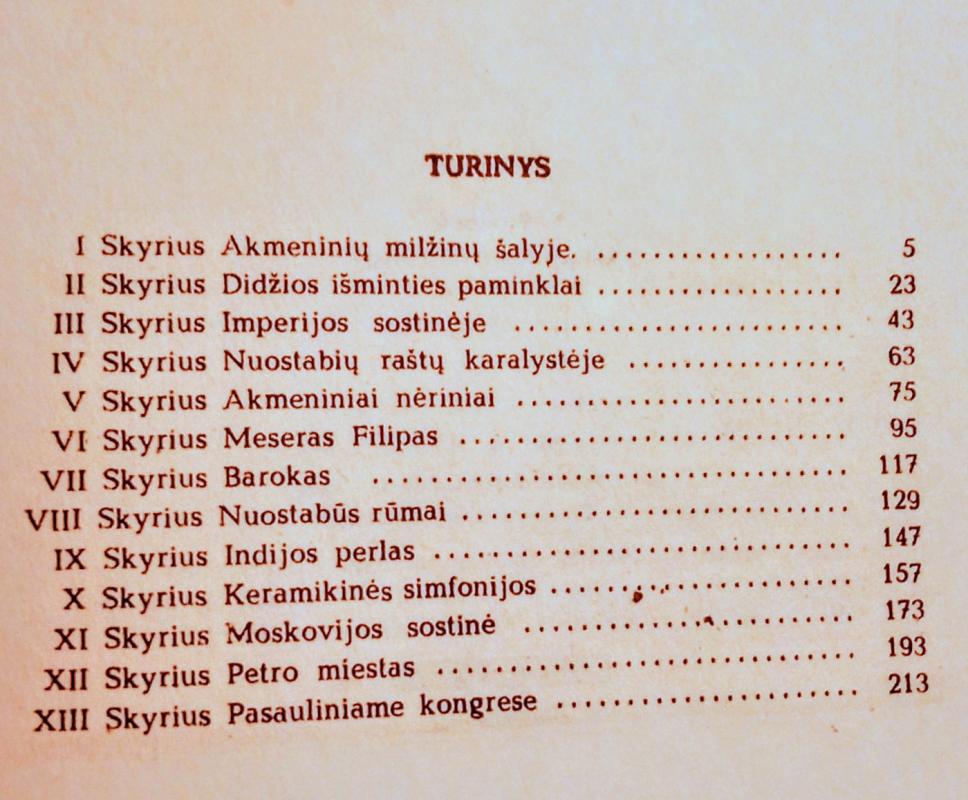 TURINYS
I Skyrius Akmeninių milžinų šalyje. .................. 5
II Skyrius Didžios išminties paminklai .................. 23
III Skyrius Imperijos sostinėje ........................ 43
IV Skyrius Nuostabių raštų karalystėje ................ 63
V Skyrius Akmeniniai nėriniai ........................ 75
VI Skyrius Meseras Filipas ............................ 95
VII Skyrius Barokas .................................. 117
VIII Skyrius Nuostabūs rūmai ............................ 129
IX Skyrius Indijos perlas .............................. 147
X Skyrius Keramikinės simfonijos ...................... 157
XI Skyrius Moskovijos sostinė ........................ 173
XII Skyrius Petro miestas .............................. 193
XIII Skyrius Pasauliniame kongrese ...................... 213